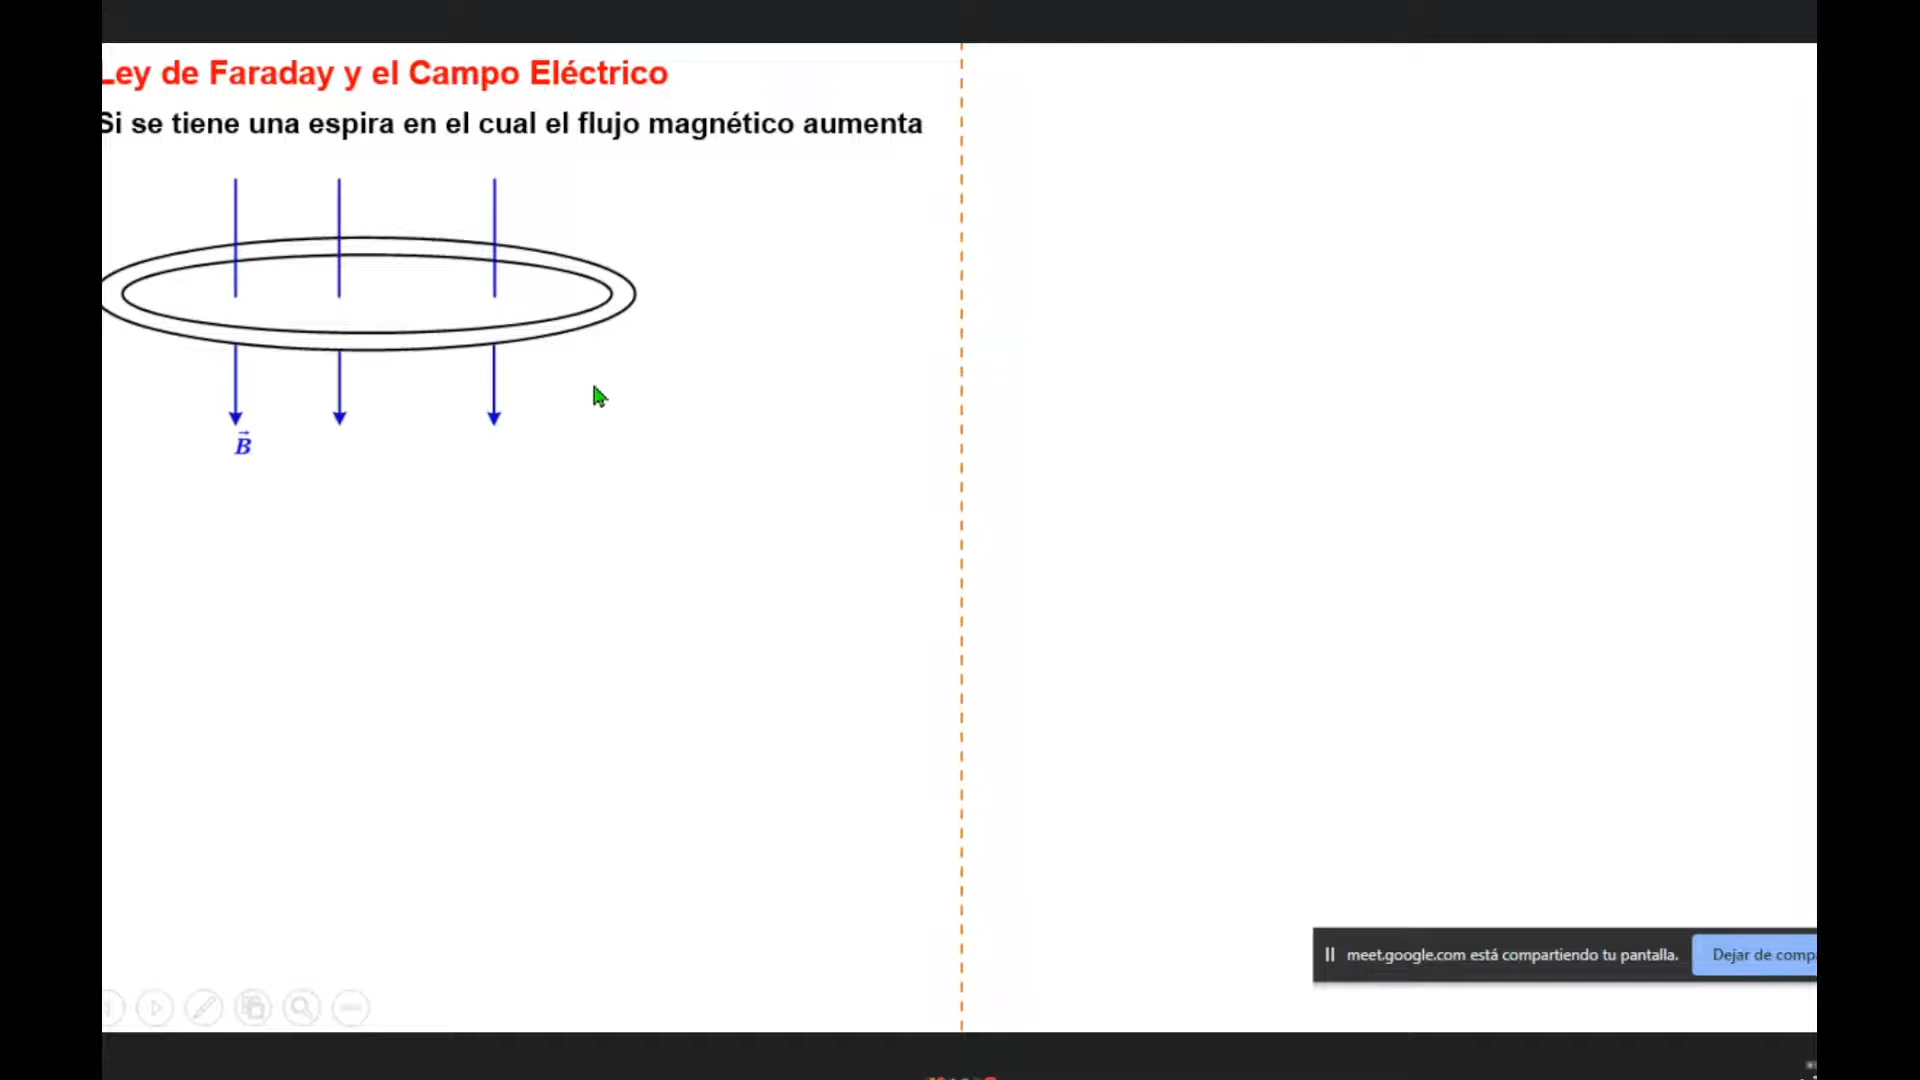 Ley de Faraday y el Campo Eléctrico
Si se tiene una espira en el cual el flujo magnético aumenta
B
meet.google.com está compartiendo tu pantalla.
Dejar de comp